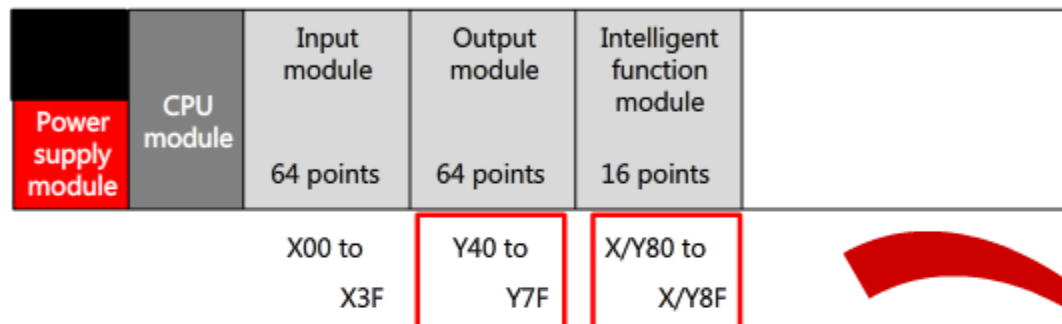 Power
supply
module
CPU
module
Input
module
64 points
Output
module
64 points
Intelligent
function
module
16 points
X00 to
X3F
Y40 to
Y7F
X/Y80 to
X/Y8F